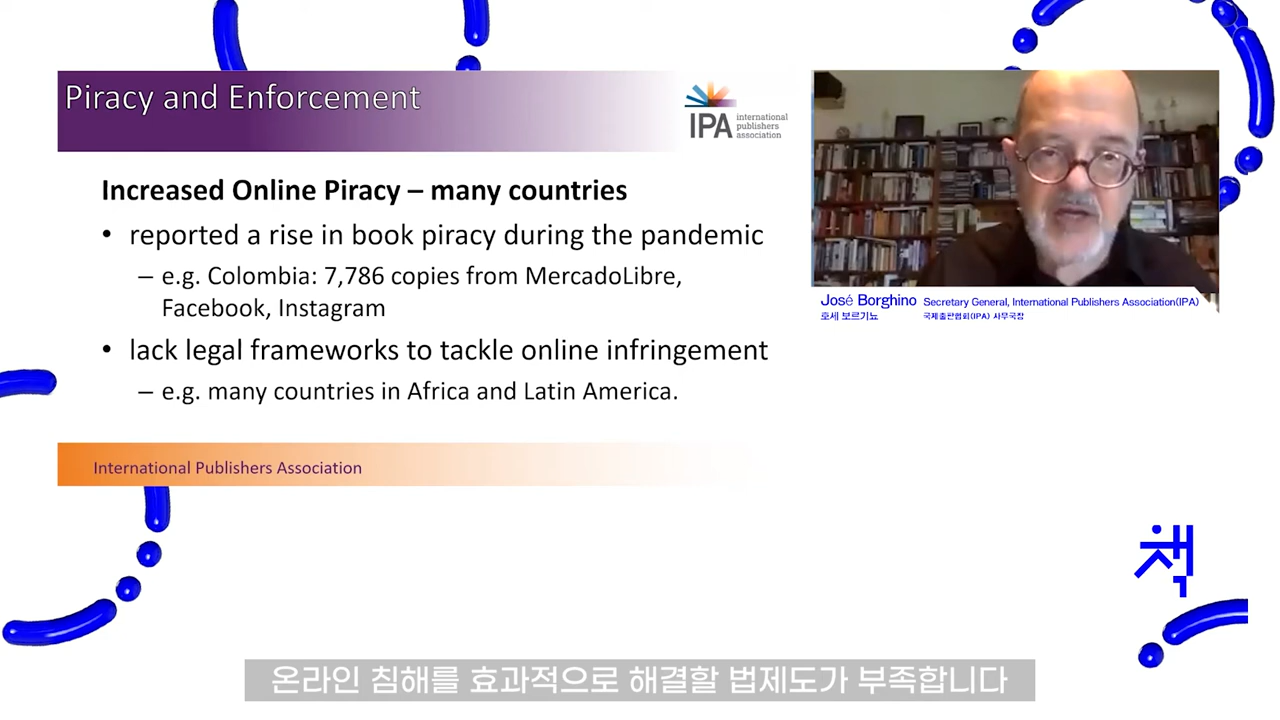 Piracy and Enforcement
IPA
international
publishers
association
Increased Online Piracy – many countries
• reported a rise in book piracy during the pandemic
– e.g. Colombia: 7,786 copies from MercadoLibre,
Facebook, Instagram
• lack legal frameworks to tackle online infringement
– e.g. many countries in Africa and Latin America.
International Publishers Association
José Borghino Secretary General, International Publishers Association(IPA)
호세 보르기뇨 국제출판협회(IPA) 사무국장
책
온라인 침해를 효과적으로 해결할 법제도가 부족합니다